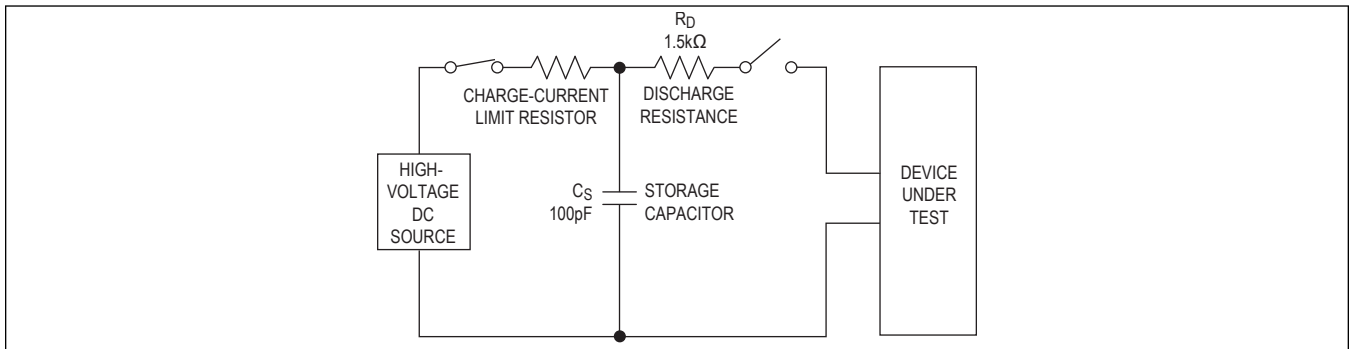 R_D
1.5kΩ
CHARGE-CURRENT
LIMIT RESISTOR
DISCHARGE
RESISTANCE
HIGH-
VOLTAGE
DC
SOURCE
C_S
100pF
STORAGE
CAPACITOR
DEVICE
UNDER
TEST